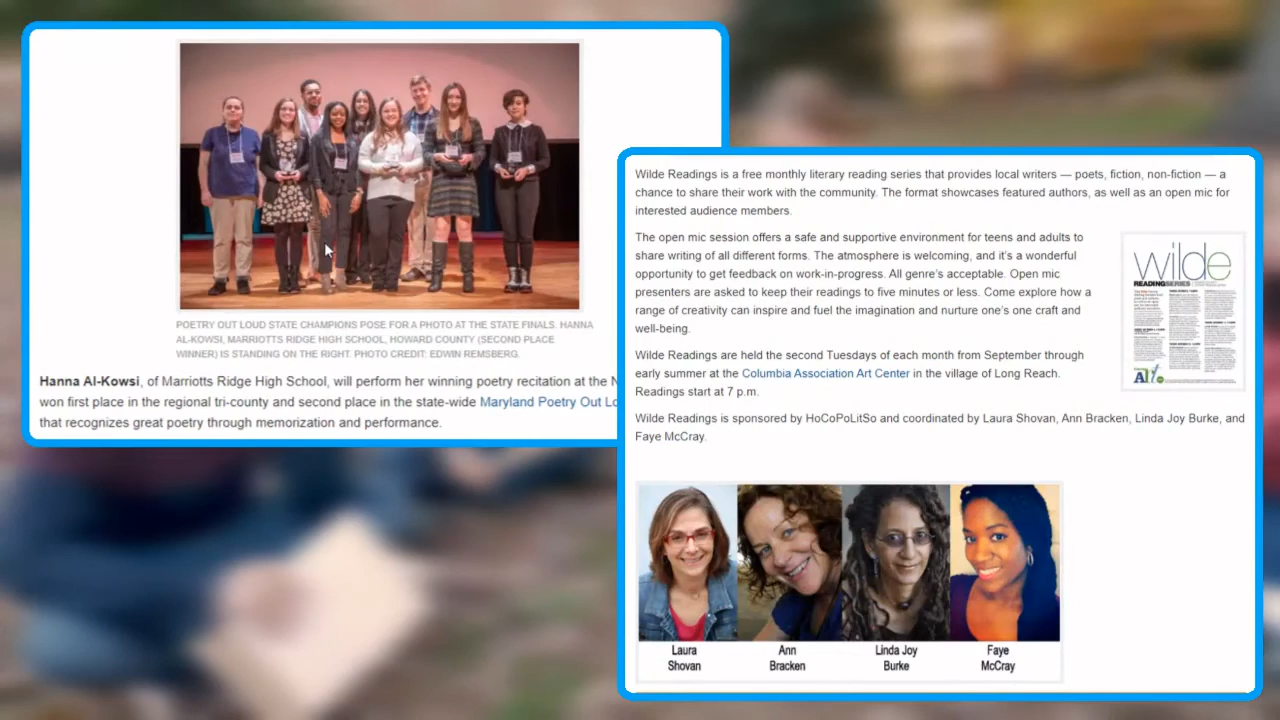 POETRY OUT LOUD STATE CHAMPIONS POSE FOR A PHOTO AT THE STATE FINALS. HANNA
AL-KOWSI, MARRIOTTS RIDGE HIGH SCHOOL, HOWARD COUNTY PLACE
WINNER) IS STANDING ON THE RIGHT. PHOTO CREDIT: EDWIN REMSBERG.
Hanna Al-Kowsi, of Marriotts Ridge High School, will perform her winning poetry recitation at the N
won first place in the regional tri-county and second place in the state-wide Maryland Poetry Out Lo
that recognizes great poetry through memorization and performance.
Wilde Readings is a free monthly literary reading series that provides local writers — poets, fiction, non-fiction — a
chance to share their work with the community. The format showcases featured authors, as well as an open mic for
interested audience members.
The open mic session offers a safe and supportive environment for teens and adults to
share writing of all different forms. The atmosphere is welcoming, and it's a wonderful
opportunity to get feedback on work-in-progress. All genre's acceptable. Open mic
presenters are asked to keep their readings to five minutes or less. Come explore how a
range of creativity can inspire and fuel the imagination and nurture one's one craft and
well-being.
wilde
READINGSERIES
Art
Wilde Readings are held the second Tuesdays of each month from September through
early summer at the Columbia Association Art Center in the village of Long Reach.
Readings start at 7 p.m.
Wilde Readings is sponsored by HoCoPoLitSo and coordinated by Laura Shovan, Ann Bracken, Linda Joy Burke, and
Faye McCray.
Laura Shovan
Ann Bracken
Linda Joy Burke
Faye McCray